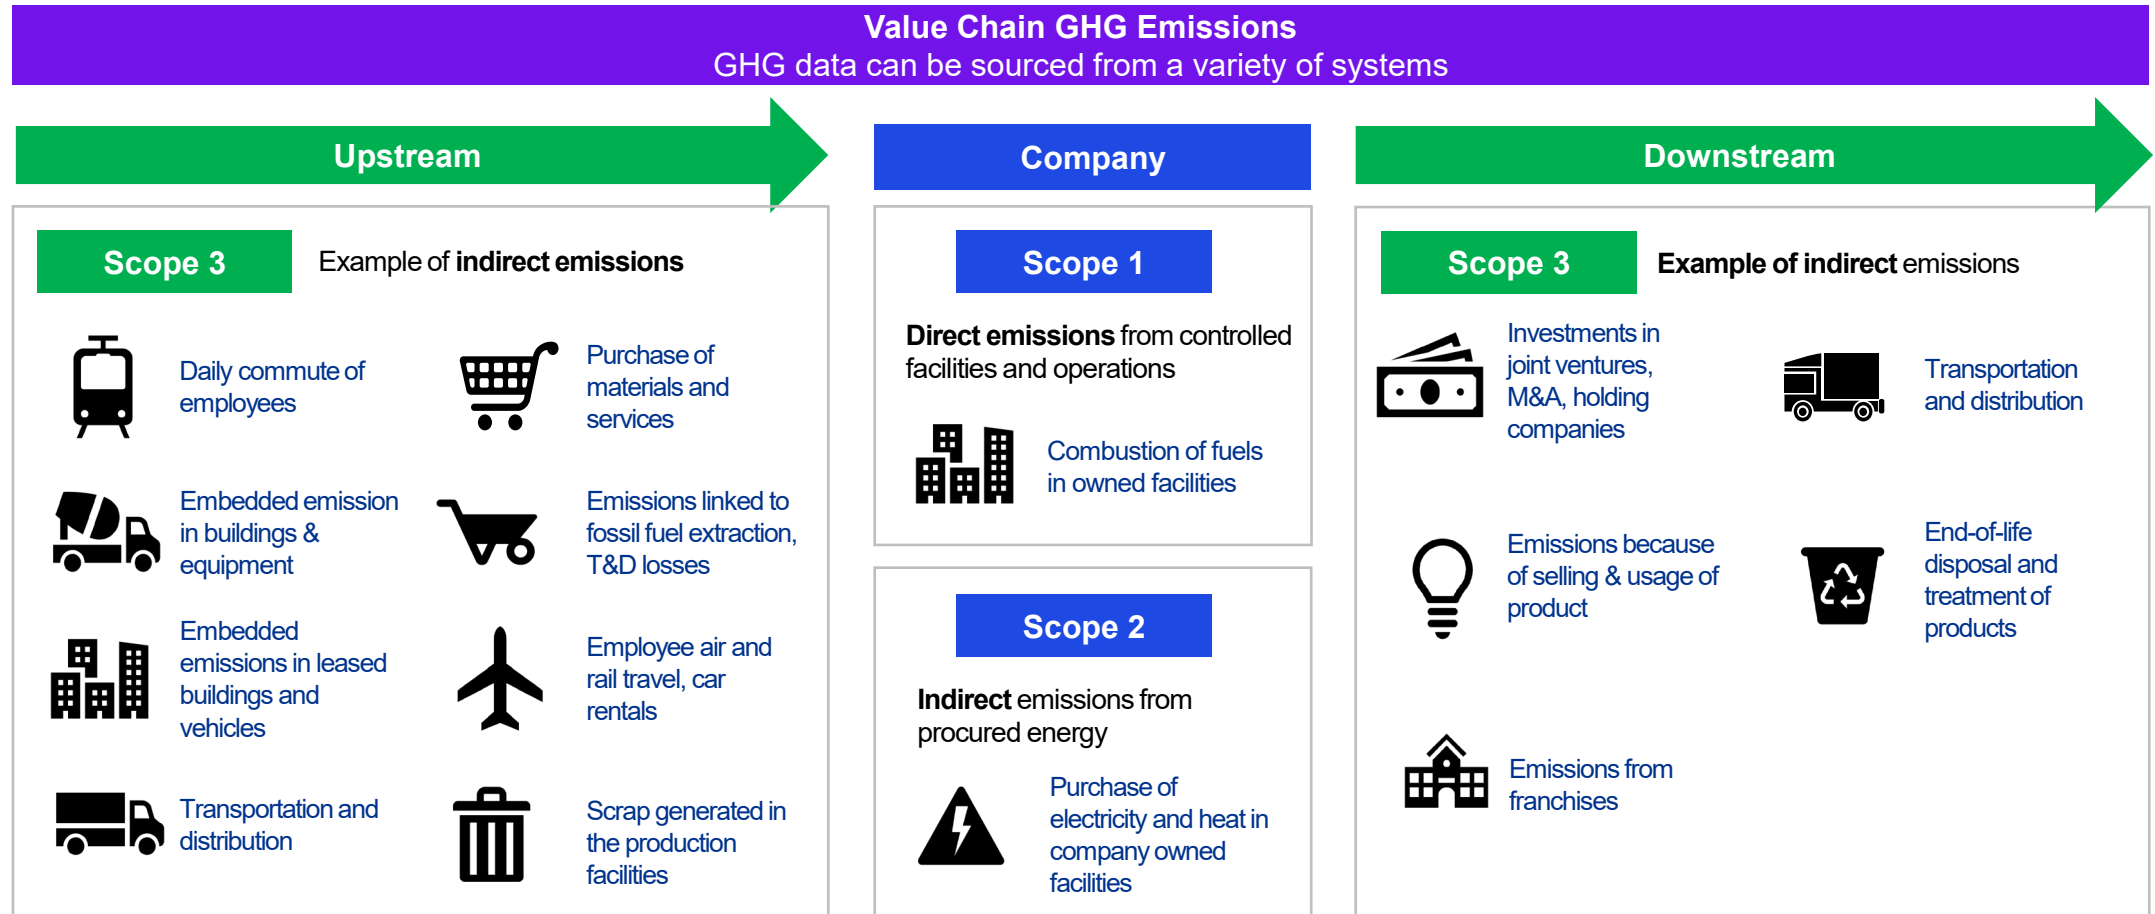 Value Chain GHG Emissions
GHG data can be sourced from a variety of systems
Upstream
Scope 3
Example of indirect emissions
Daily commute of
employees
Purchase of
materials and
services
Embedded emission
in buildings &
equipment
Emissions linked to
fossil fuel extraction,
T&D losses
Embedded
emissions in leased
buildings and
vehicles
Employee air and
rail travel, car
rentals
Transportation and
distribution
Scrap generated in
the production
facilities
Company
Scope 1
Direct emissions from controlled
facilities and operations
Combustion of fuels
in owned facilities
Scope 2
Indirect emissions from
procured energy
Purchase of
electricity and heat in
company owned
facilities
Downstream
Scope 3
Example of indirect emissions
Investments in
joint ventures,
M&A, holding
companies
Transportation
and distribution
Emissions because
of selling & usage of
product
End-of-life
disposal and
treatment of
products
Emissions from
franchises